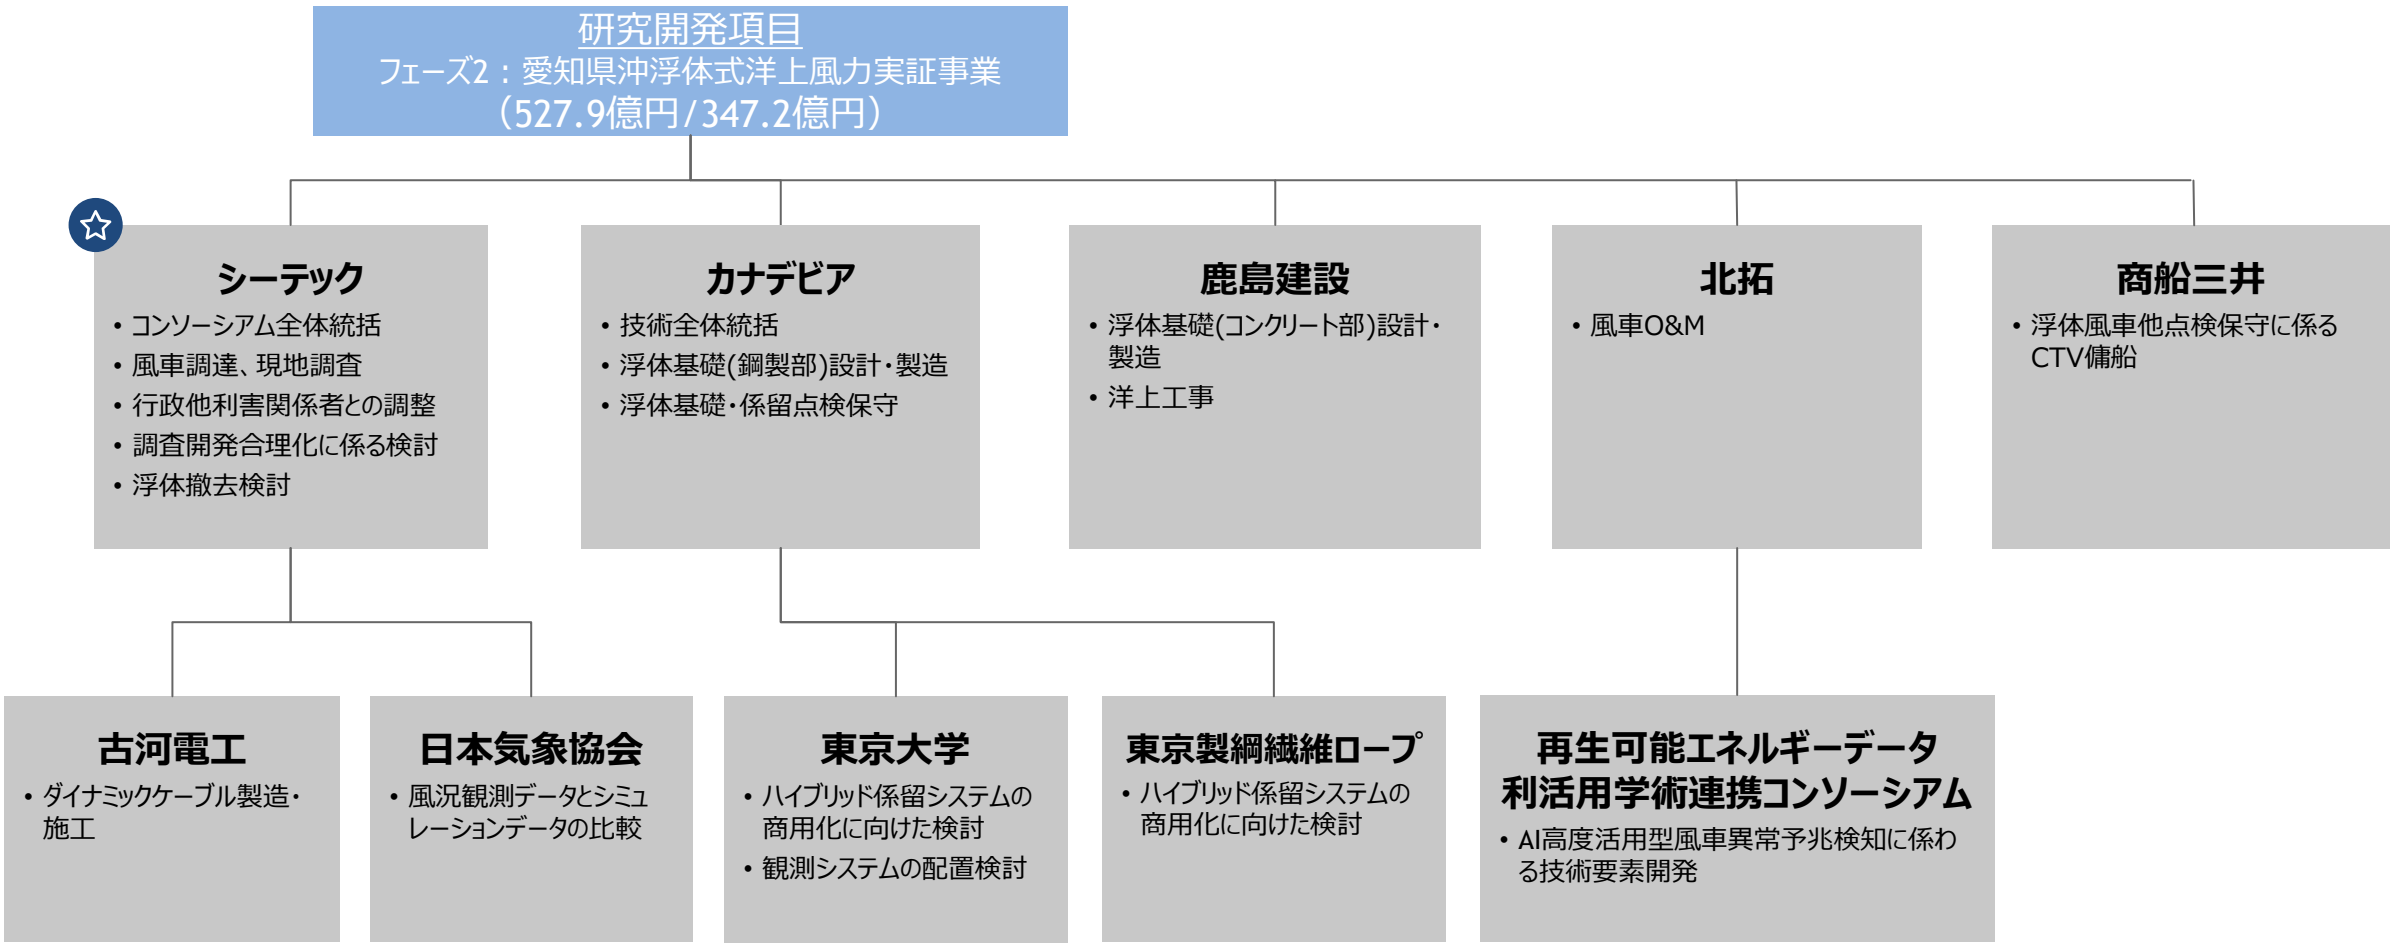 研究開発項目
フェーズ2：愛知県沖浮体式洋上風力実証事業
（527.9億円/347.2億円）
シーテック
• コンソーシアム全体統括
• 風車調達、現地調査
• 行政他利害関係者との調整
• 調査開発合理化に係る検討
• 浮体撤去検討
カナデビア
• 技術全体統括
• 浮体基礎(鋼製部)設計・製造
• 浮体基礎・係留点検保守
鹿島建設
• 浮体基礎(コンクリート部)設計・
製造
• 洋上工事
北拓
• 風車O&M
商船三井
• 浮体風車他点検保守に係る
CTV傭船
古河電工
• ダイナミックケーブル製造・
施工
日本気象協会
• 風況観測データとシミュ
レーションデータの比較
東京大学
• ハイブリッド係留システムの
商用化に向けた検討
• 観測システムの配置検討
東京製綱繊維ロープ
• ハイブリッド係留システムの
商用化に向けた検討
再生可能エネルギーデータ
利活用学術連携コンソーシアム
• AI高度活用型風車異常予兆検知に係わ
る技術要素開発